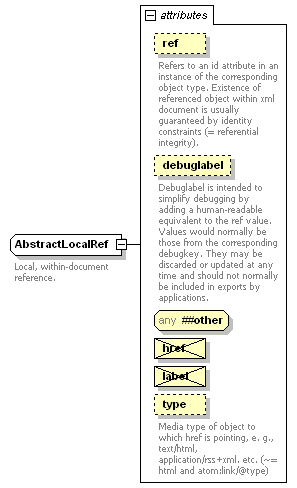 attributes
ref
Refers to an id attribute in an
instance of the corresponding
object type. Existence of
referenced object within xml
document is usually
guaranteed by identity
constraints (= referential
integrity).
debuglabel
Debuglabel is intended to
simplify debugging by
adding a human-readable
equivalent to the ref value.
Values would normally be
those from the corresponding
debugkey. They may be
discarded or updated at any
time and should not normally
be included in exports by
applications.
AbstractLocalRef
Local, within-document
reference.
any ##other
href
label
type
Media type of object to
which href is pointing, e. g.,
text/html,
application/rss+xml. etc. (~=
html and atom:link/@type)